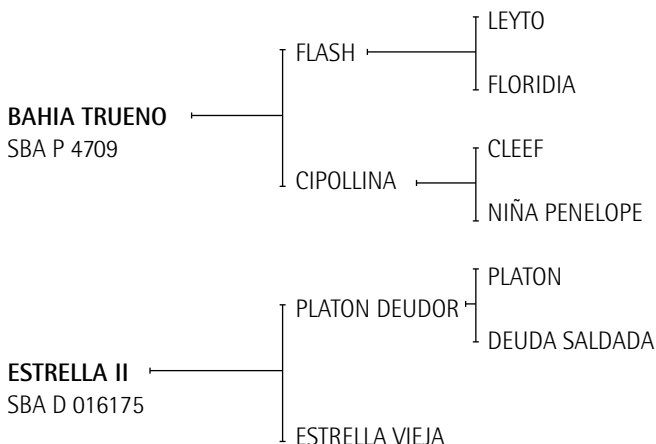 LEYTO
FLASH
FLORIDIA
BAHIA TRUENO
SBA P 4709
CLEEF
CIPOLLINA
NIÑA PENELOPE
PLATON
PLATON DEUDOR
DEUDA SALDADA
ESTRELLA II
SBA D 016175
ESTRELLA VIEJA